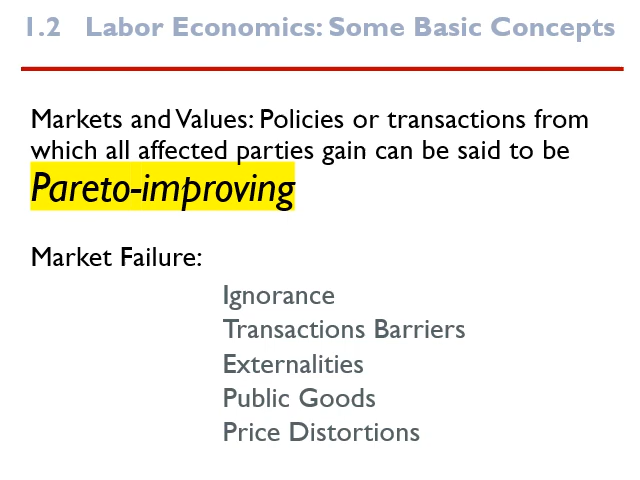 1.2 Labor Economics: Some Basic Concepts
Markets and Values: Policies or transactions from
which all affected parties gain can be said to be
Pareto-improving
Market Failure:
Ignorance
Transactions Barriers
Externalities
Public Goods
Price Distortions